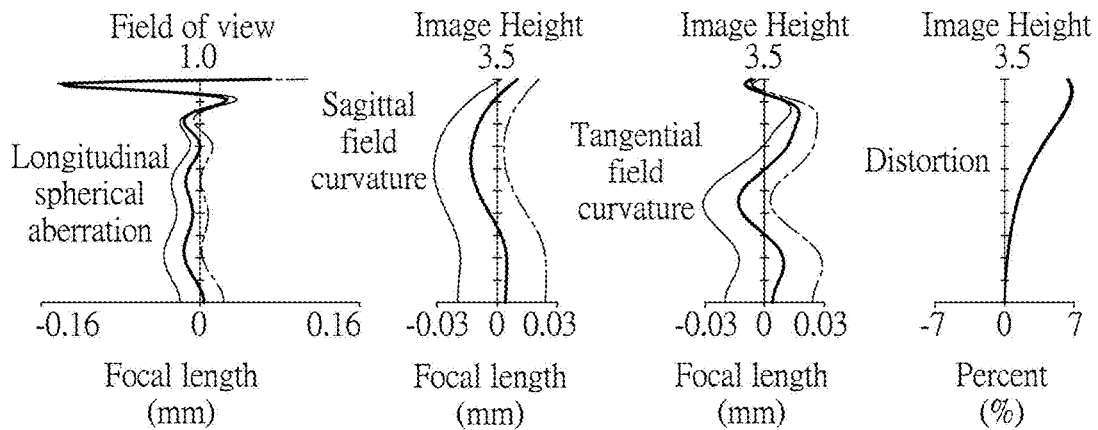 Field of view
1.0
Longitudinal
spherical
aberration
-0.16
0
0.16
Focal length
(mm)
Image Height
3.5
Sagittal
field
curvature
-0.03
0
0.03
Focal length
(mm)
Image Height
3.5
Tangential
field
curvature
-0.03
0
0.03
Focal length
(mm)
Image Height
3.5
Distortion
-7
0
7
Percent
(%)